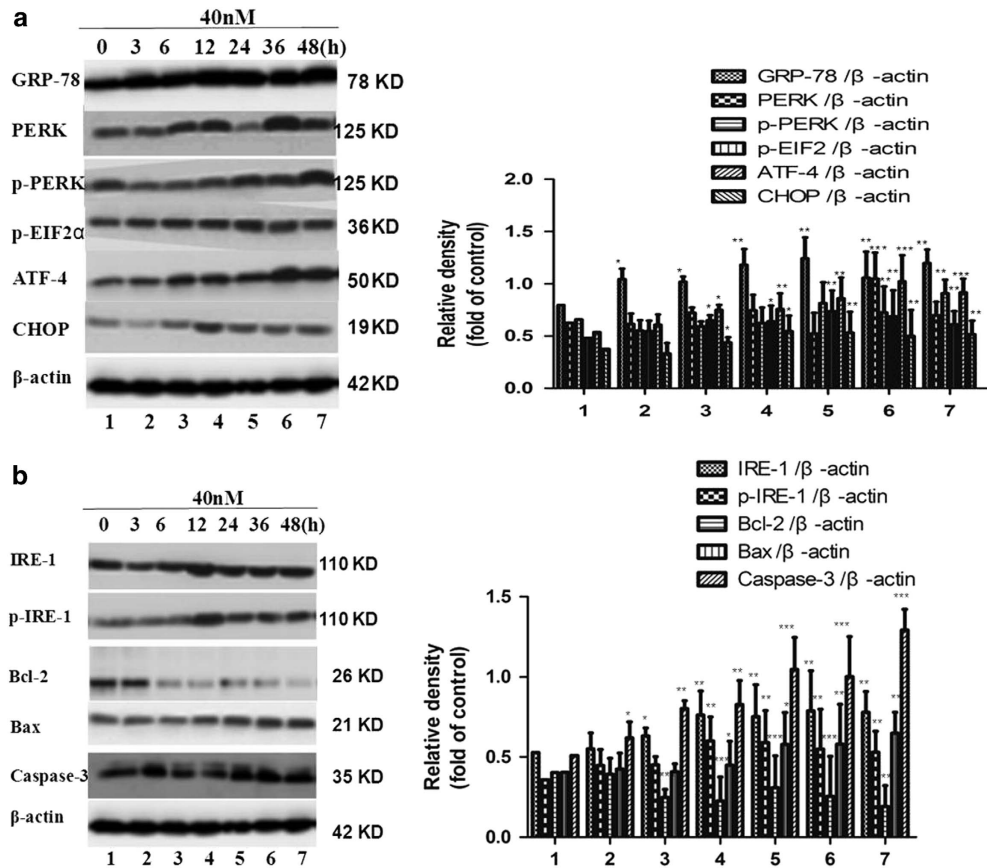 a
40nM
0 3 6 12 24 36 48(h)
GRP-78 78 KD
PERK 125 KD
p-PERK 125 KD
p-EIF2α 36 KD
ATF-4 50 KD
CHOP 19 KD
β-actin 42 KD
1 2 3 4 5 6 7
GRP-78 /β -actin
PERK /β -actin
p-PERK /β -actin
p-EIF2 /β -actin
ATF-4 /β -actin
CHOP /β -actin
Relative density
(fold of control)
2.0
1.5
1.0
0.5
0.0
** ** ** ** *** *** ** * * ** ** ** ** ** *** * * * ** ** ** * * ** ** **
1 2 3 4 5 6 7
b
40nM
0 3 6 12 24 36 48(h)
IRE-1 110 KD
p-IRE-1 110 KD
Bcl-2 26 KD
Bax 21 KD
Caspase-3 35 KD
β-actin 42 KD
1 2 3 4 5 6 7
IRE-1 /β -actin
p-IRE-1 /β -actin
Bcl-2 /β -actin
Bax /β -actin
Caspase-3 /β -actin
Relative density
(fold of control)
1.5
1.0
0.5
0.0
1 2 3 4 5 6 7